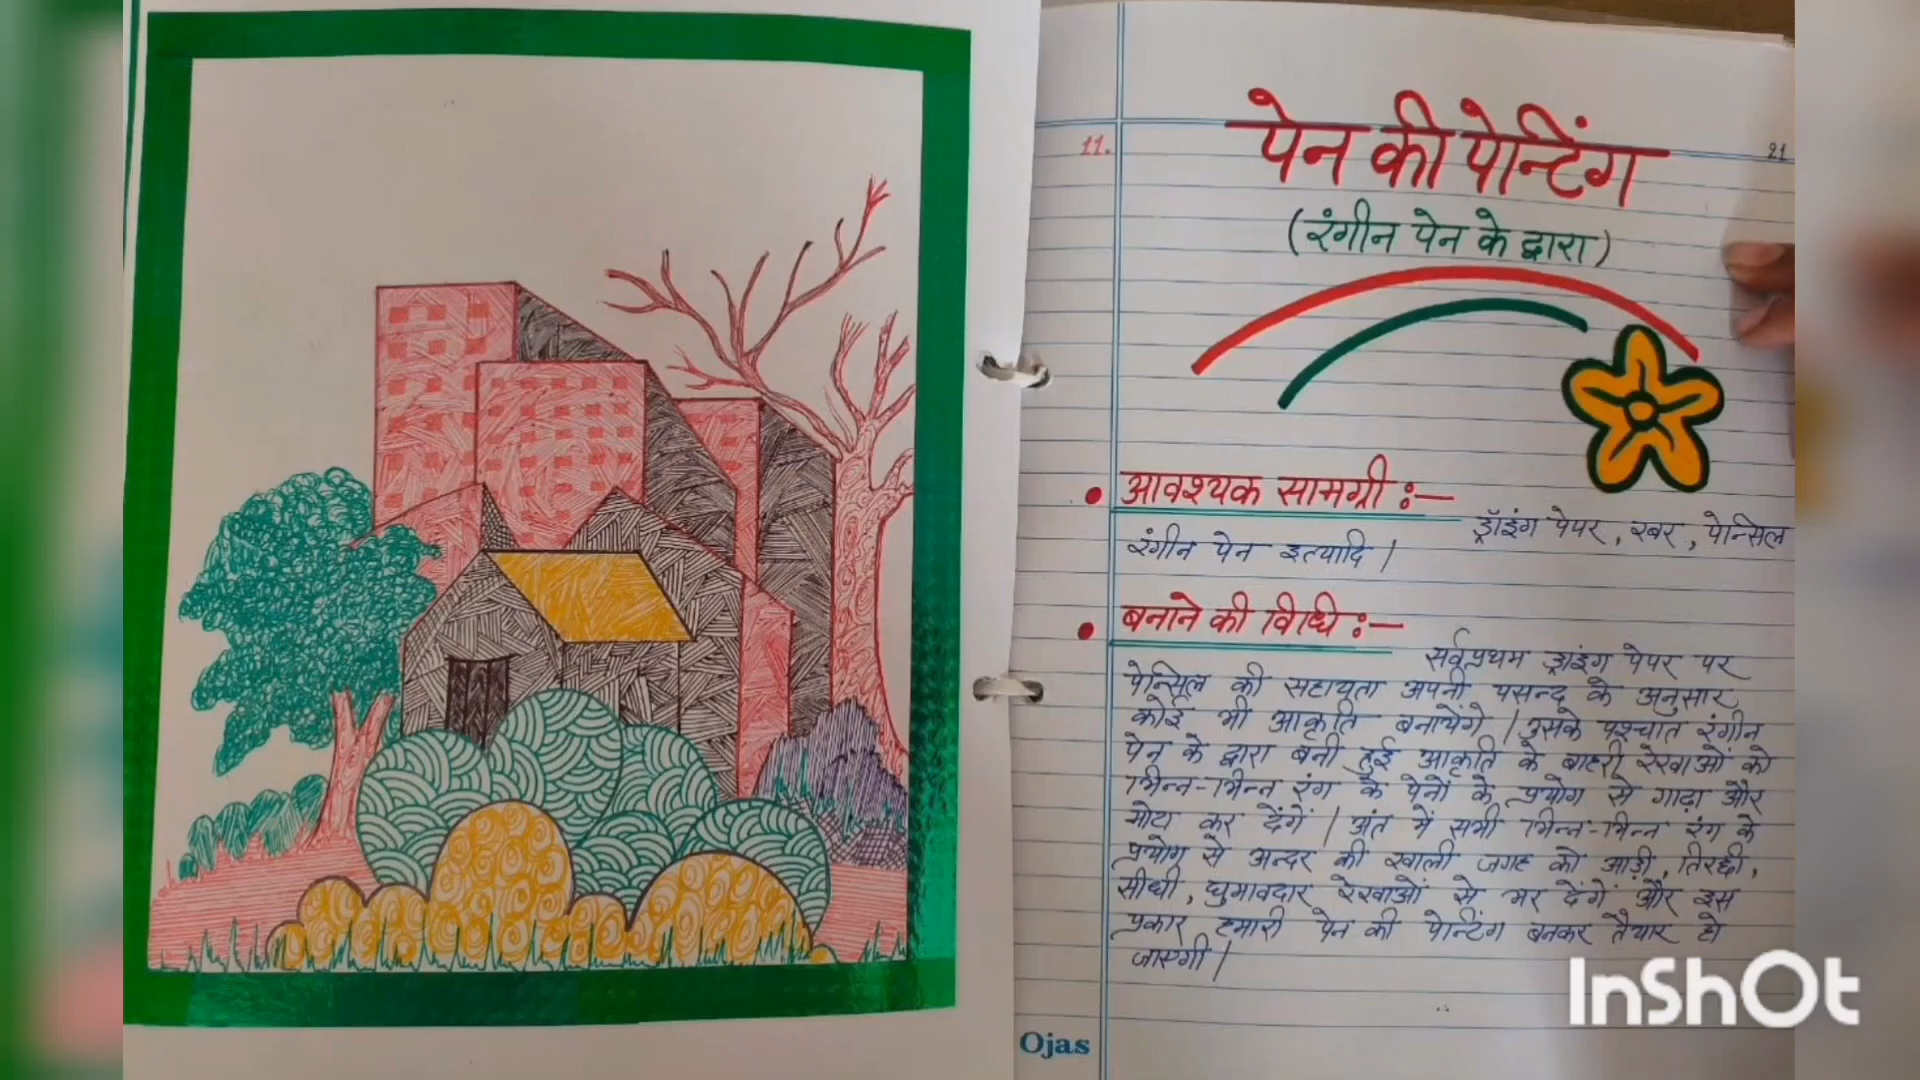 11.
21
पेन की पेन्टिंग
(रंगीन पेन के द्वारा)
आवश्यक सामग्री :—
ड्रॉइंग पेपर, रबर, पेन्सिल
रंगीन पेन इत्यादि।
बनाने की विधि :—
सर्वप्रथम ड्राइंग पेपर पर
पेन्सिल की सहायता अपनी पसन्द के अनुसार
कोई भी आकृति बनायेंगे। उसके पश्चात रंगीन
पेन के द्वारा बनी हुई आकृति के बाहरी रेखाओं को
भिन्न-भिन्न रंग के पेनों के प्रयोग से गाढ़ा और
मोटा कर देंगें। अंत में सभी भिन्न-भिन्न रंग के
प्रयोग से अन्दर की खाली जगह को आड़ी, तिरछी,
सीधी, घुमावदार रेखाओं से भर देंगें और इस
प्रकार हमारी पेन की पेन्टिंग बनकर तैयार हो
जाएगी।
Ojas
InShOt